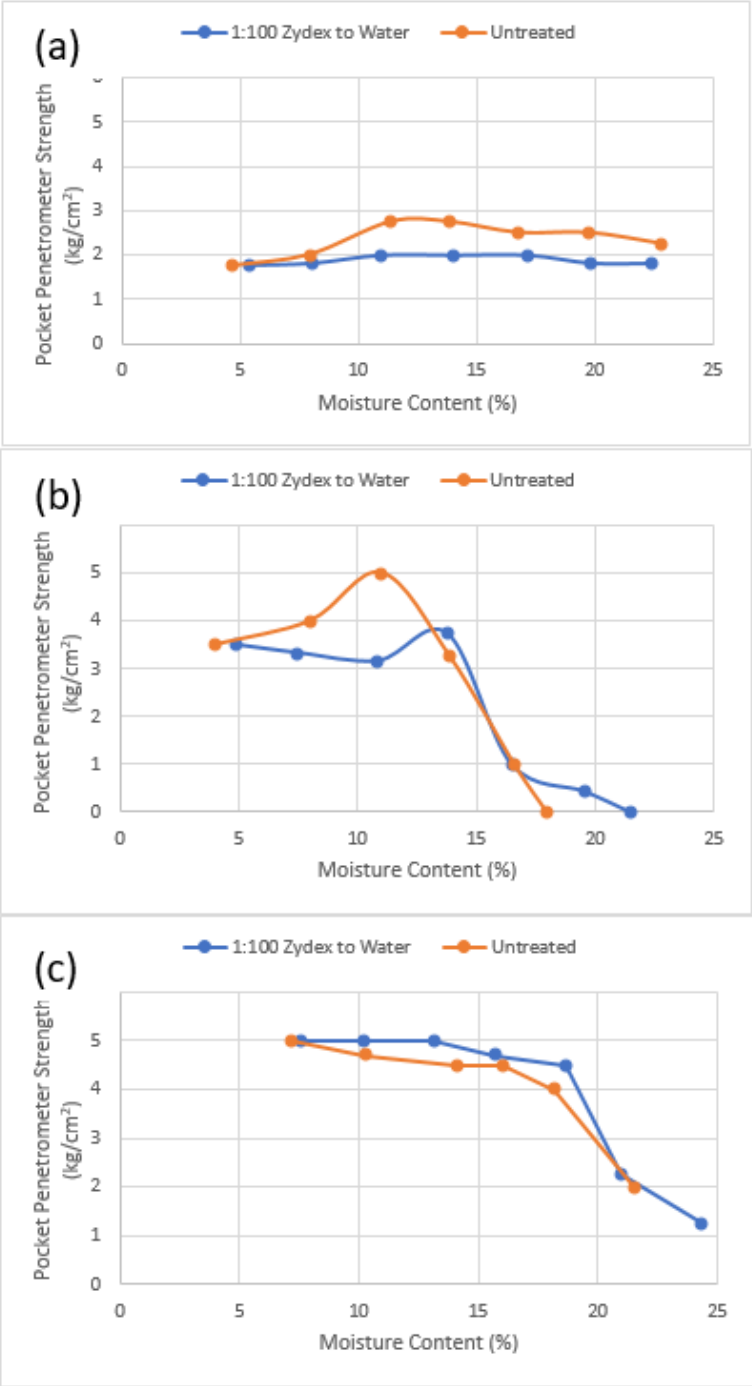 (a)
1:100 Zydex to Water Untreated
Pocket Penetrometer Strength
(kg/cm²)
5
4
3
2
1
0
0 5 10 15 20 25
Moisture Content (%)
(b)
1:100 Zydex to Water Untreated
Pocket Penetrometer Strength
(kg/cm²)
5
4
3
2
1
0
0 5 10 15 20 25
Moisture Content (%)
(c)
1:100 Zydex to Water Untreated
Pocket Penetrometer Strength
(kg/cm²)
5
4
3
2
1
0
0 5 10 15 20 25
Moisture Content (%)